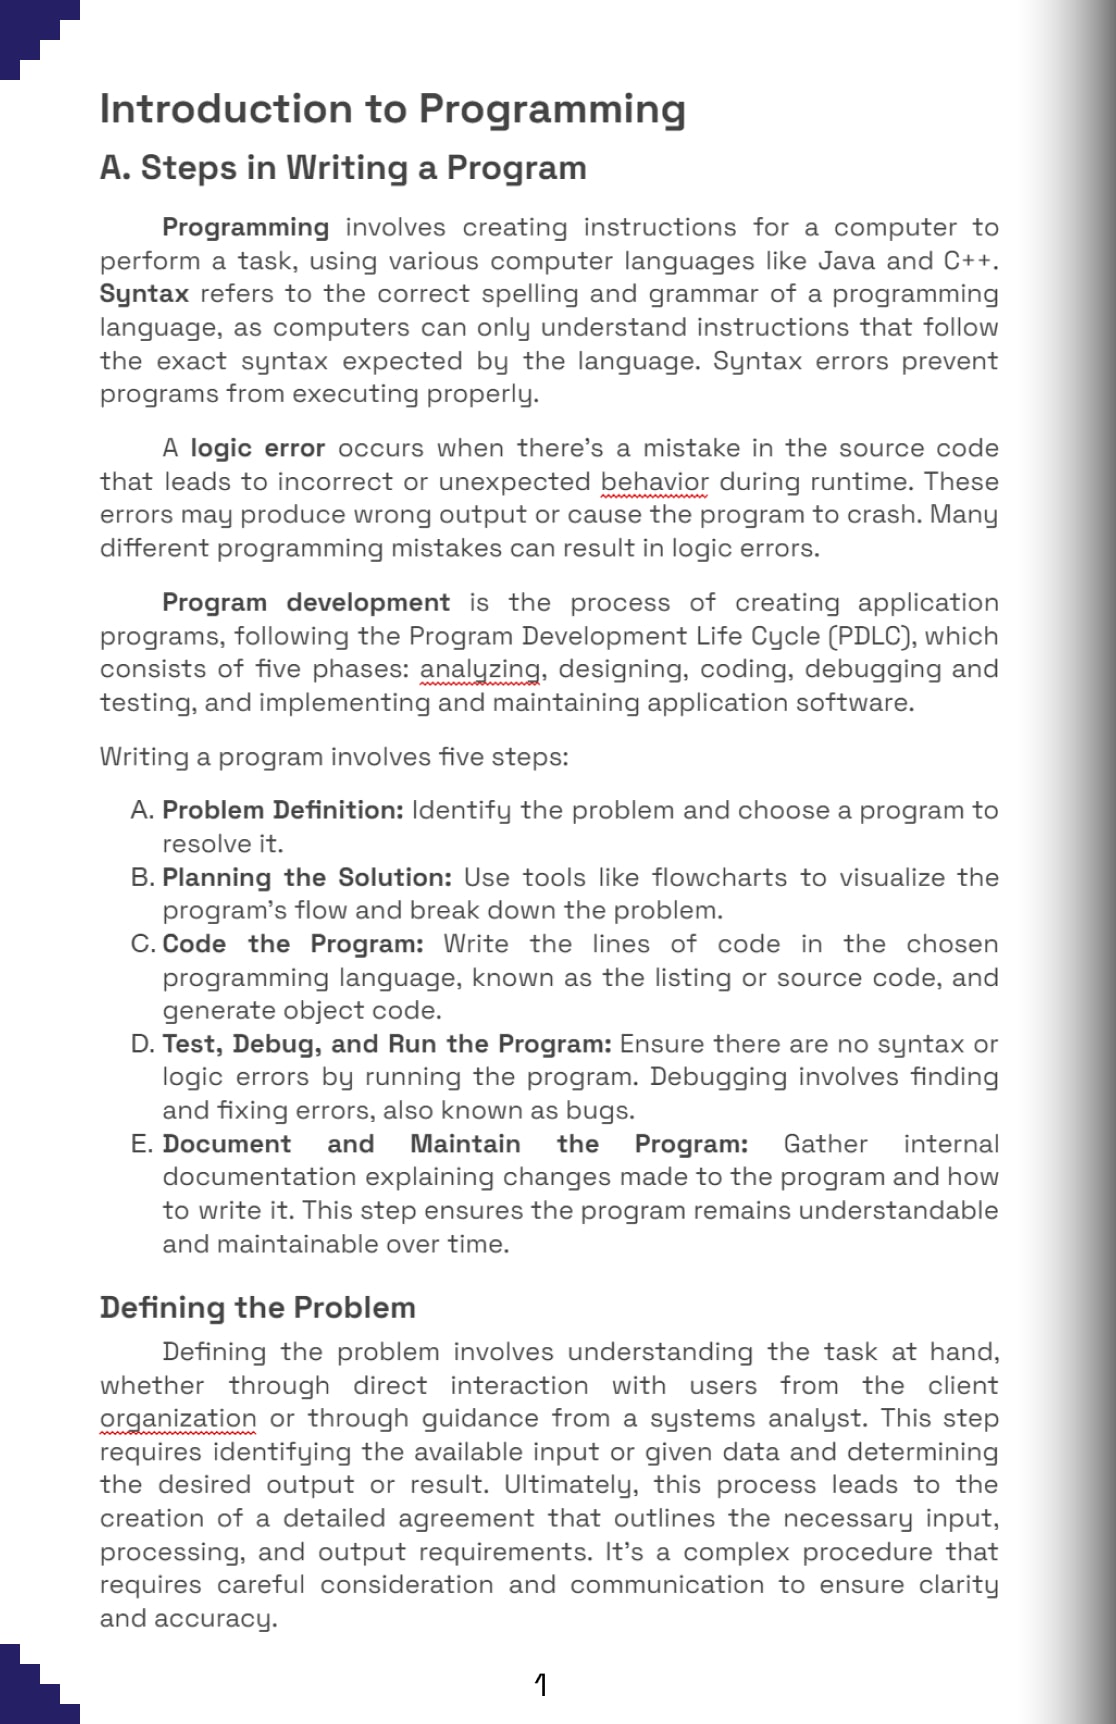 Introduction to Programming
A. Steps in Writing a Program
Programming involves creating instructions for a computer to
perform a task, using various computer languages like Java and C++.
Syntax refers to the correct spelling and grammar of a programming
language, as computers can only understand instructions that follow
the exact syntax expected by the language. Syntax errors prevent
programs from executing properly.
A logic error occurs when there's a mistake in the source code
that leads to incorrect or unexpected behavior during runtime. These
errors may produce wrong output or cause the program to crash. Many
different programming mistakes can result in logic errors.
Program development is the process of creating application
programs, following the Program Development Life Cycle (PDLC), which
consists of five phases: analyzing, designing, coding, debugging and
testing, and implementing and maintaining application software.
Writing a program involves five steps:
A. Problem Definition: Identify the problem and choose a program to
resolve it.
B. Planning the Solution: Use tools like flowcharts to visualize the
program's flow and break down the problem.
C. Code the Program: Write the lines of code in the chosen
programming language, known as the listing or source code, and
generate object code.
D. Test, Debug, and Run the Program: Ensure there are no syntax or
logic errors by running the program. Debugging involves finding
and fixing errors, also known as bugs.
E. Document and Maintain the Program: Gather internal
documentation explaining changes made to the program and how
to write it. This step ensures the program remains understandable
and maintainable over time.
Defining the Problem
Defining the problem involves understanding the task at hand,
whether through direct interaction with users from the client
organization or through guidance from a systems analyst. This step
requires identifying the available input or given data and determining
the desired output or result. Ultimately, this process leads to the
creation of a detailed agreement that outlines the necessary input,
processing, and output requirements. It's a complex procedure that
requires careful consideration and communication to ensure clarity
and accuracy.
1